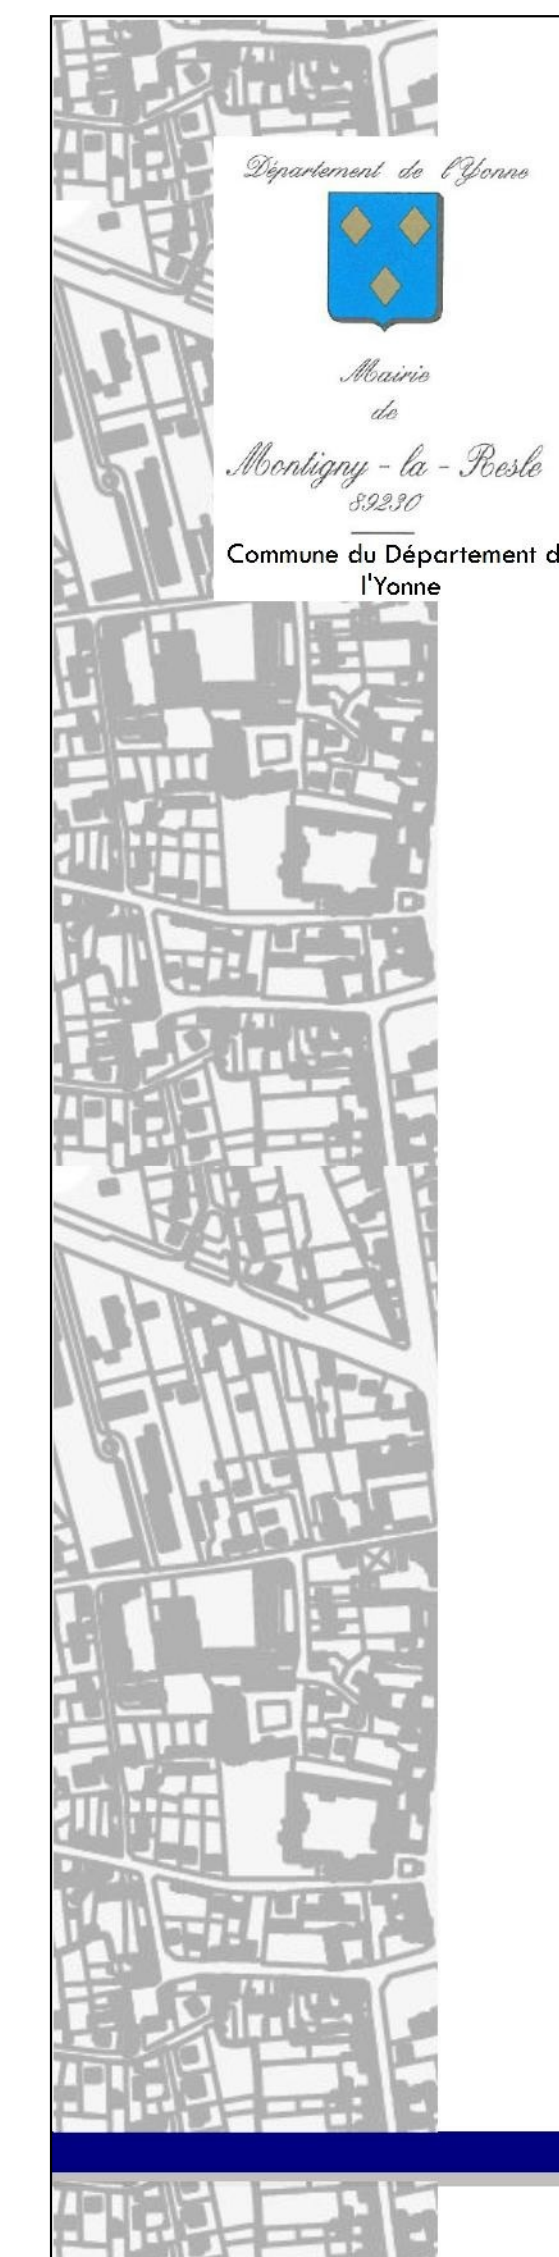 Département de l'Yonne
Mairie
de
Montigny - la - Resle
89230
Commune du Département d
l'Yonne